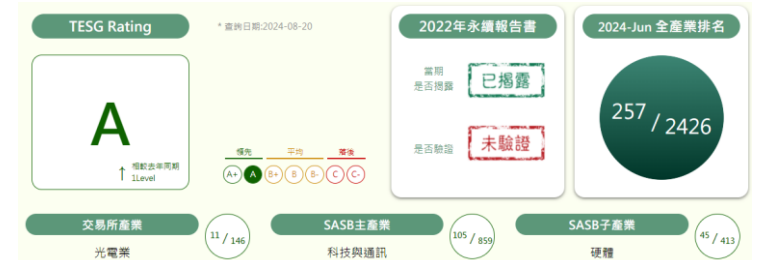 TESG Rating
* 查詢日期:2024-08-20
2022年永續報告書
2024-Jun 全產業排名
A
↑ 相較去年同期
1Level
領先 平均 落後
A+ A B+ B B- C C-
當期
是否揭露
已揭露
是否驗證
未驗證
257 / 2426
交易所產業
光電業
11 / 146
SASB主產業
科技與通訊
105 / 859
SASB子產業
硬體
45 / 413